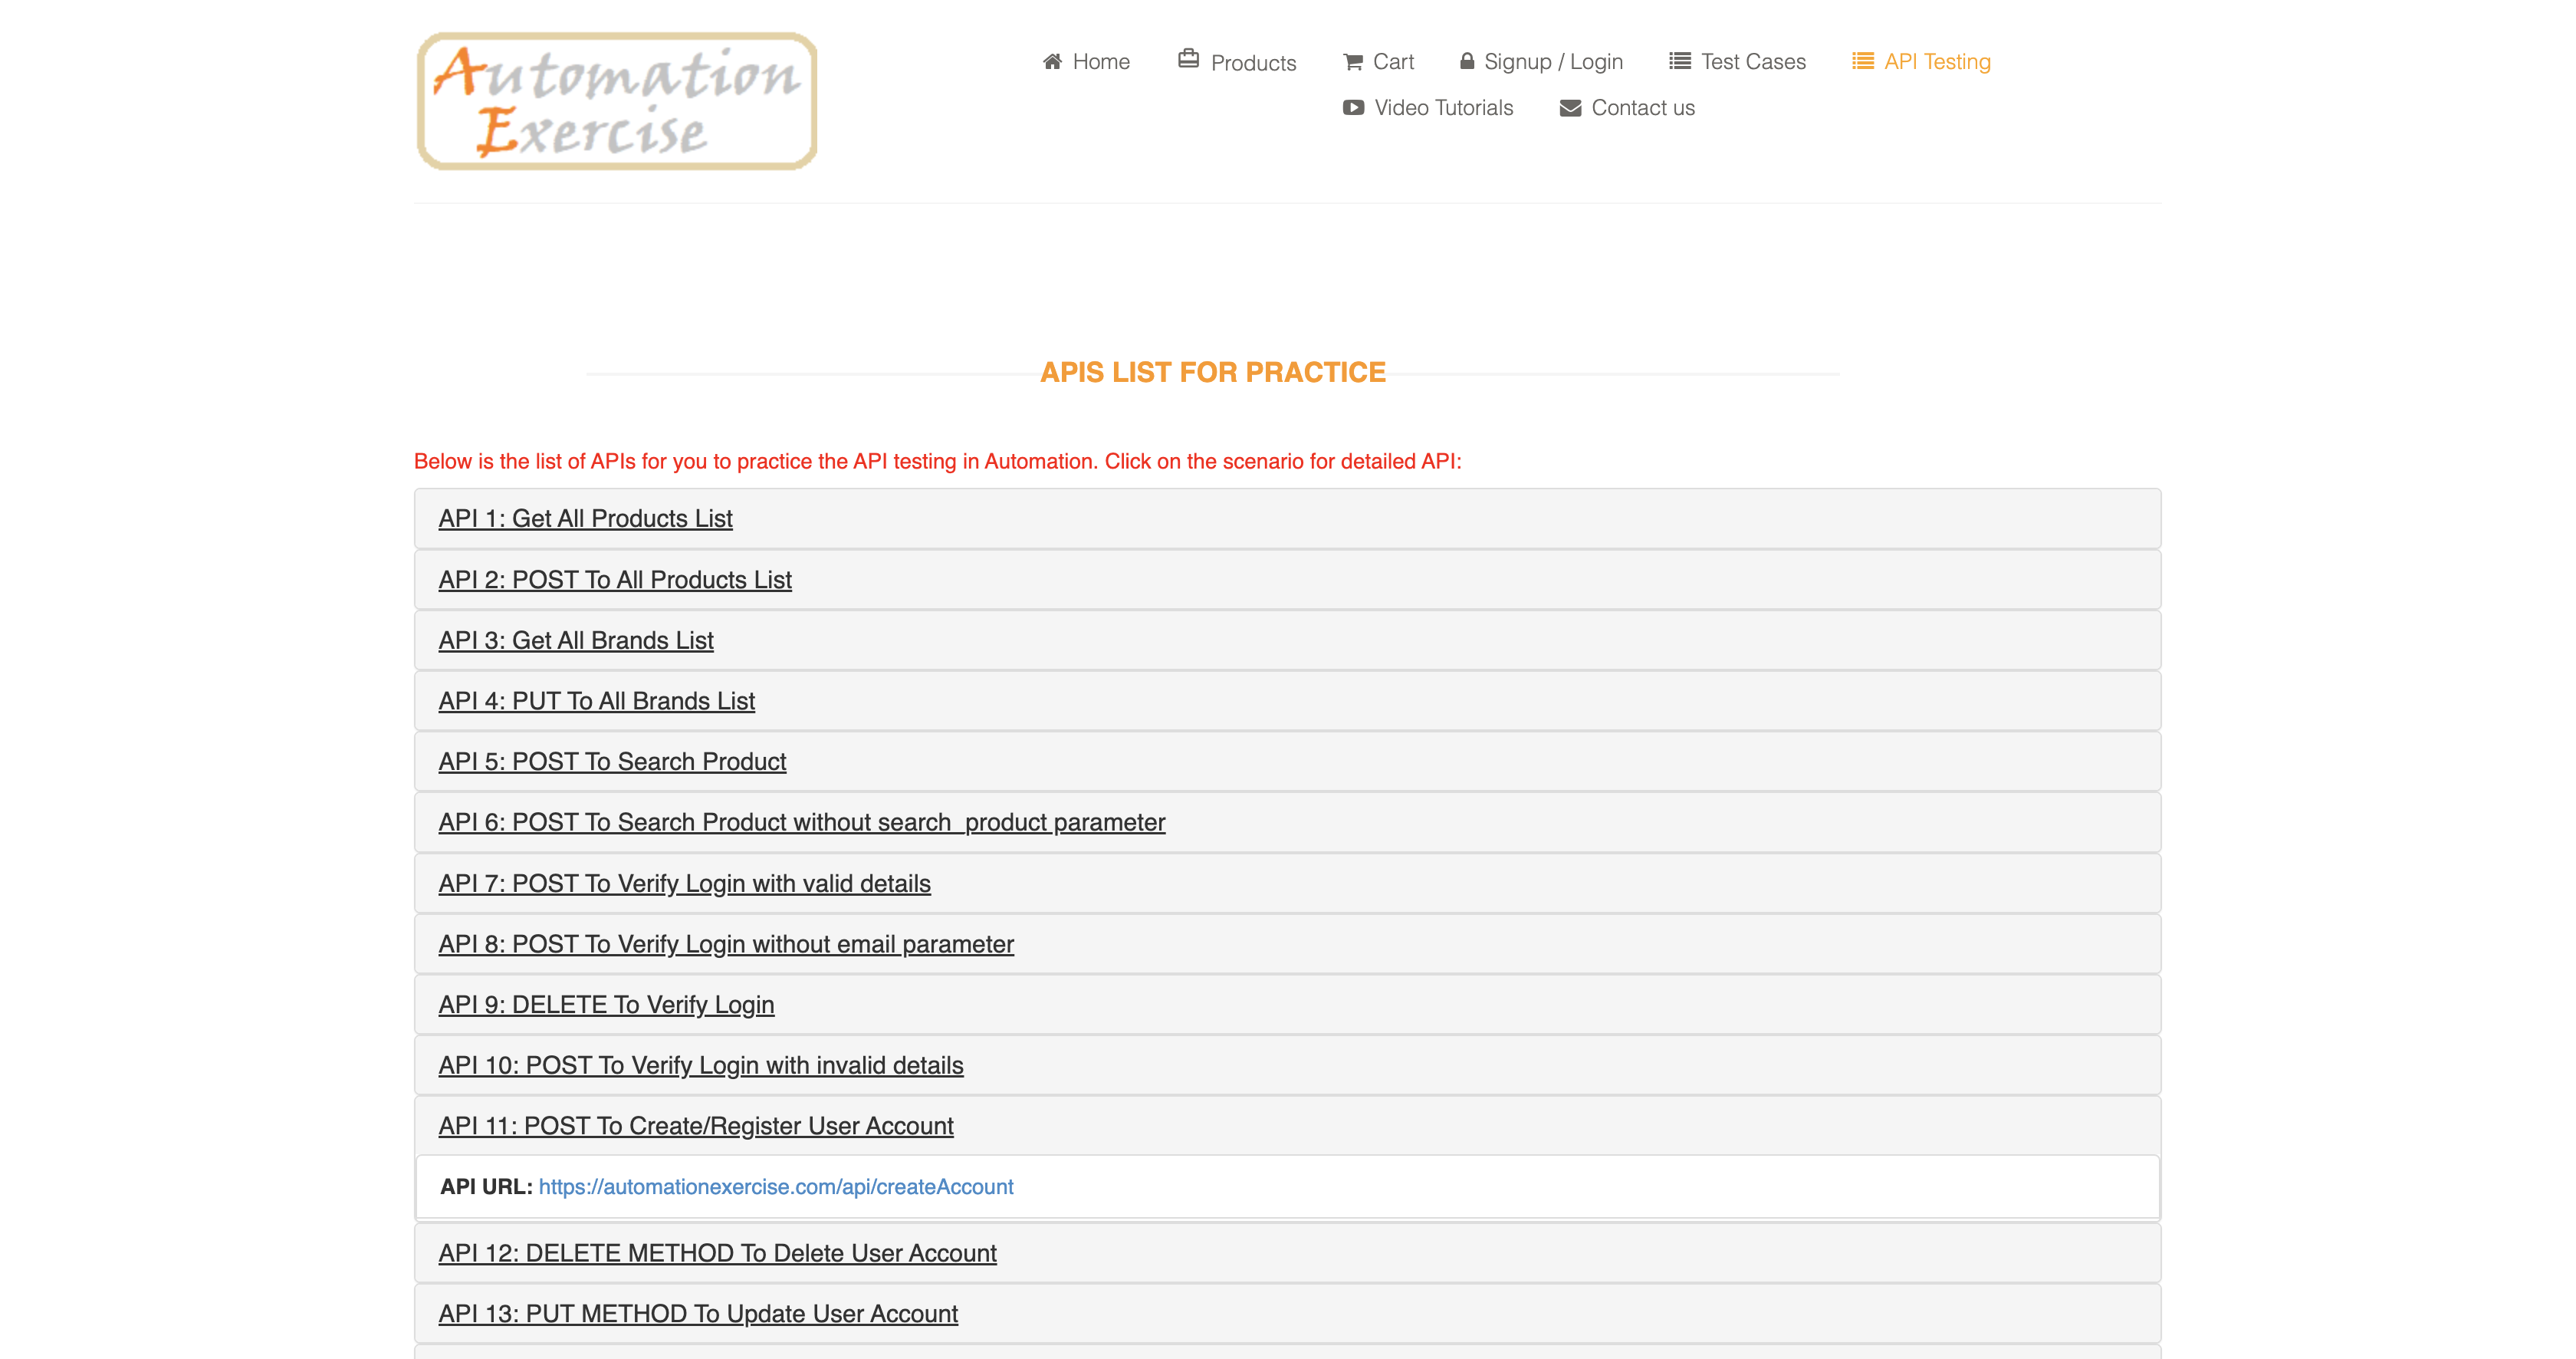 Automation
Exercise
Home
Products
Cart
Signup / Login
Test Cases
API Testing
Video Tutorials
Contact us
APIS LIST FOR PRACTICE
Below is the list of APIs for you to practice the API testing in Automation. Click on the scenario for detailed API:
API 1: Get All Products List
API 2: POST To All Products List
API 3: Get All Brands List
API 4: PUT To All Brands List
API 5: POST To Search Product
API 6: POST To Search Product without search_product parameter
API 7: POST To Verify Login with valid details
API 8: POST To Verify Login without email parameter
API 9: DELETE To Verify Login
API 10: POST To Verify Login with invalid details
API 11: POST To Create/Register User Account
API URL: https://automationexercise.com/api/createAccount
API 12: DELETE METHOD To Delete User Account
API 13: PUT METHOD To Update User Account